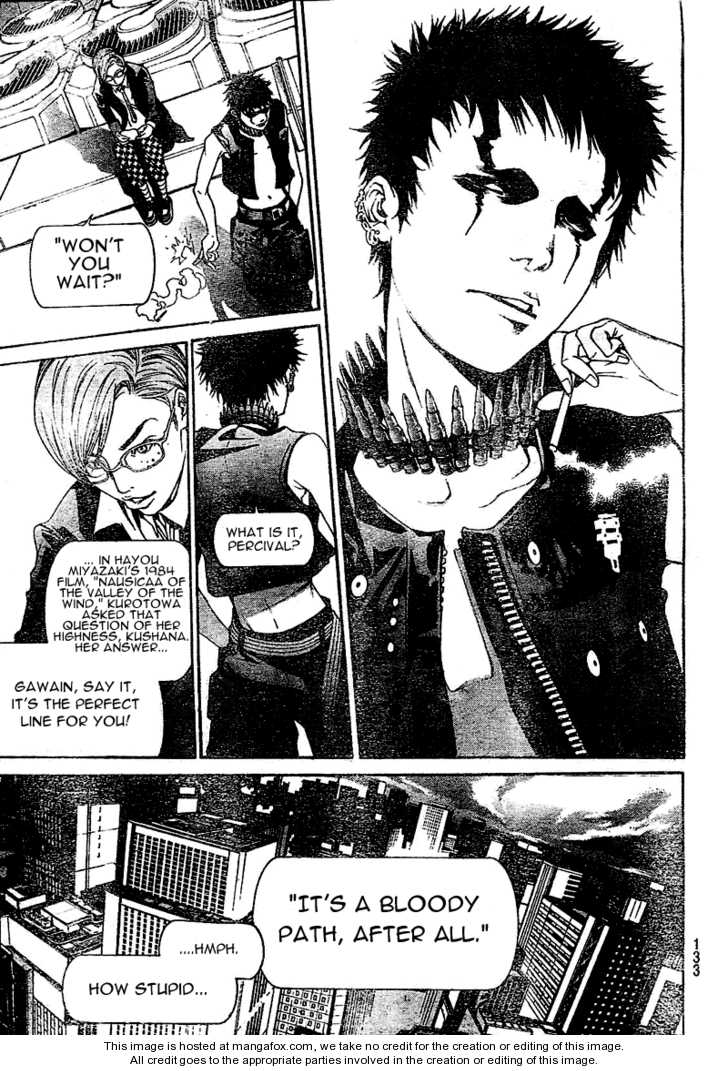 "WON'T
YOU
WAIT?"
WHAT IS IT,
PERCIVAL?
... IN HAYOU
MIYAZAKI'S 1984
FILM, "NAUSICAA OF
THE VALLEY OF THE
WIND," KUROTOWA
ASKED THAT
QUESTION OF HER
HIGHNESS, KUSHANA.
HER ANSWER...
GAWAIN, SAY IT,
IT'S THE PERFECT
LINE FOR YOU!
"IT'S A BLOODY
PATH, AFTER ALL."
....HMPH.
HOW STUPID...
133
This image is hosted at mangafox.com, we take no credit for the creation or editing of this image.
All credit goes to the appropriate parties involved in the creation or editing of this image.